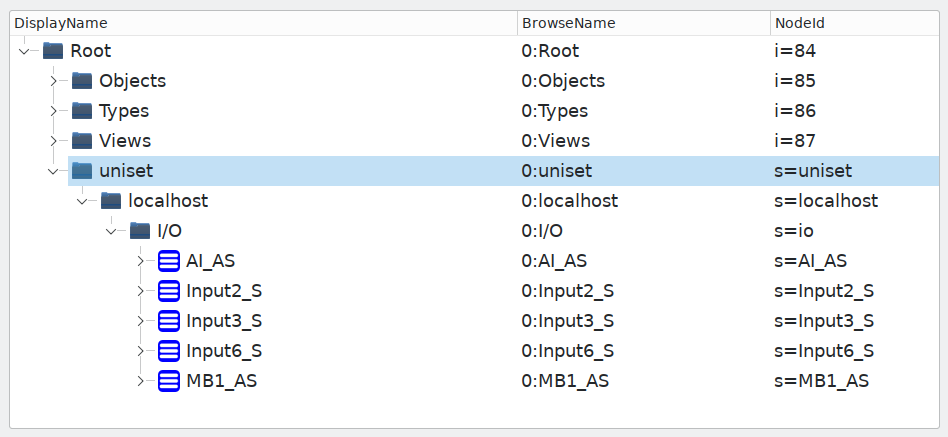 DisplayName BrowseName NodeId
Root 0:Root i=84
Objects 0:Objects i=85
Types 0:Types i=86
Views 0:Views i=87
uniset 0:uniset s=uniset
localhost 0:localhost s=localhost
I/O 0:I/O s=io
AI_AS 0:AI_AS s=AI_AS
Input2_S 0:Input2_S s=Input2_S
Input3_S 0:Input3_S s=Input3_S
Input6_S 0:Input6_S s=Input6_S
MB1_AS 0:MB1_AS s=MB1_AS